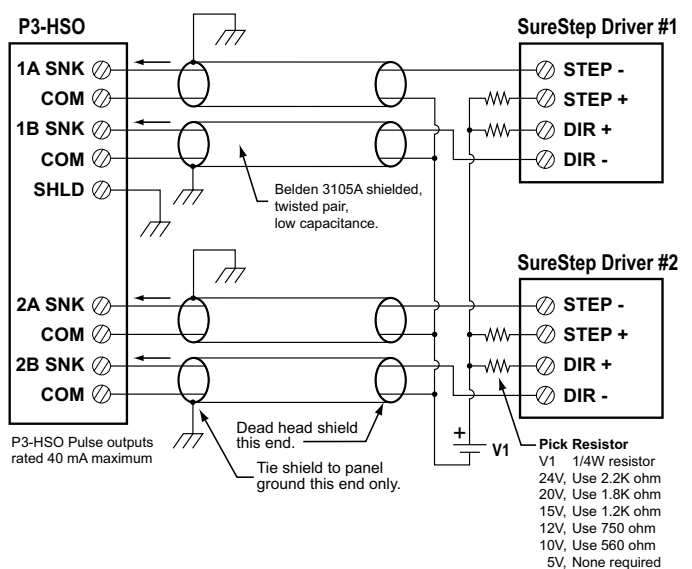 P3-HSO
1A SNK
COM
1B SNK
COM
SHLD
2A SNK
COM
2B SNK
COM
P3-HSO Pulse outputs
rated 40 mA maximum
Belden 3105A shielded,
twisted pair,
low capacitance.
Dead head shield
this end.
Tie shield to panel
ground this end only.
+
V1
SureStep Driver #1
STEP -
STEP +
DIR +
DIR -
SureStep Driver #2
STEP -
STEP +
DIR +
DIR -
Pick Resistor
V1 1/4W resistor
24V, Use 2.2K ohm
20V, Use 1.8K ohm
15V, Use 1.2K ohm
12V, Use 750 ohm
10V, Use 560 ohm
5V, None required